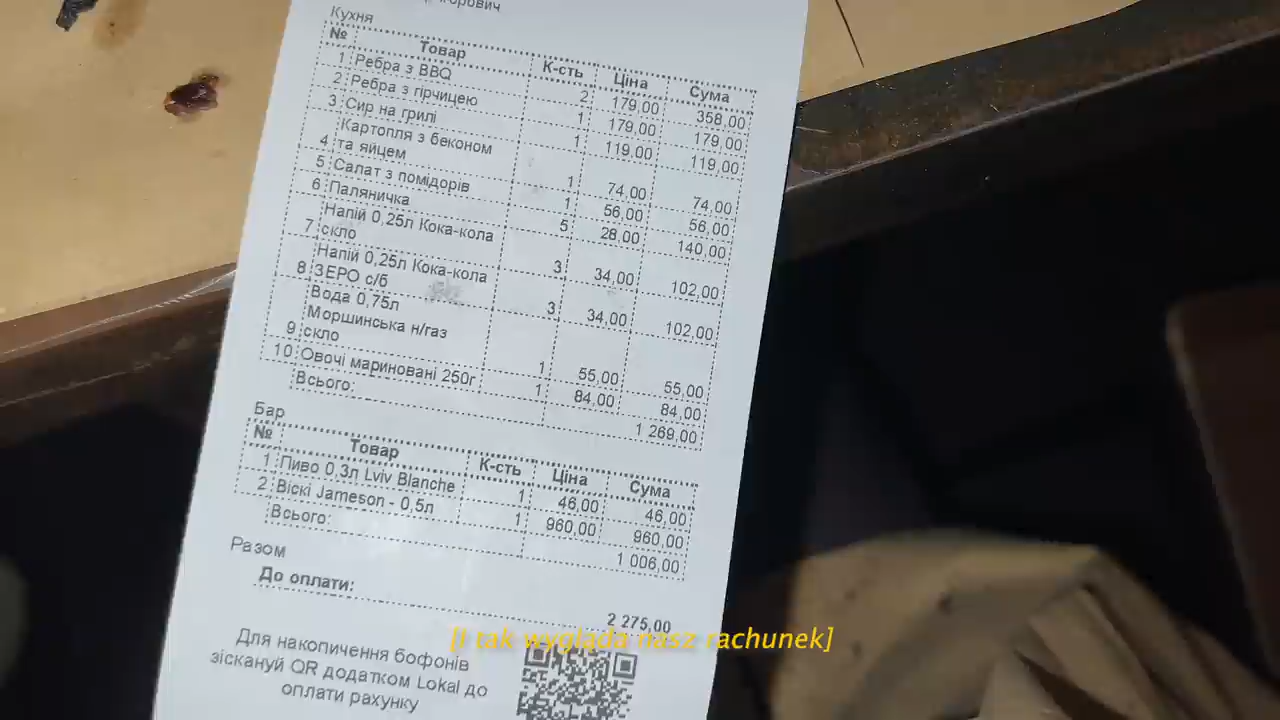 Кухня
№ Товар К-сть Ціна Сума
1 Ребра з BBQ 2 179,00 358,00
2 Ребра з гірчицею 1 179,00 179,00
3 Сир на грилі 1 119,00 119,00
Картопля з беконом
4 та яйцем 1 74,00 74,00
5 Салат з помідорів 1 56,00 56,00
6 Паляничка 5 28,00 140,00
Напій 0,25л Кока-кола
7 скло 3 34,00 102,00
Напій 0,25л Кока-кола
8 ЗЕРО с/б 3 34,00 102,00
Вода 0,75л
Моршинська н/газ
9 скло 1 55,00 55,00
10 Овочі мариновані 250г 1 84,00 84,00
Всього: 1 269,00
Бар
№ Товар К-сть Ціна Сума
1 Пиво 0,3л Lviv Blanche 1 46,00 46,00
2 Віскі Jameson - 0,5л 1 960,00 960,00
Всього: 1 006,00
Разом
До оплати: 2 275,00
[I tak wygląda nasz rachunek]
Для накопичення бофонів
зіскануй QR додатком Lokal до
оплати рахунку